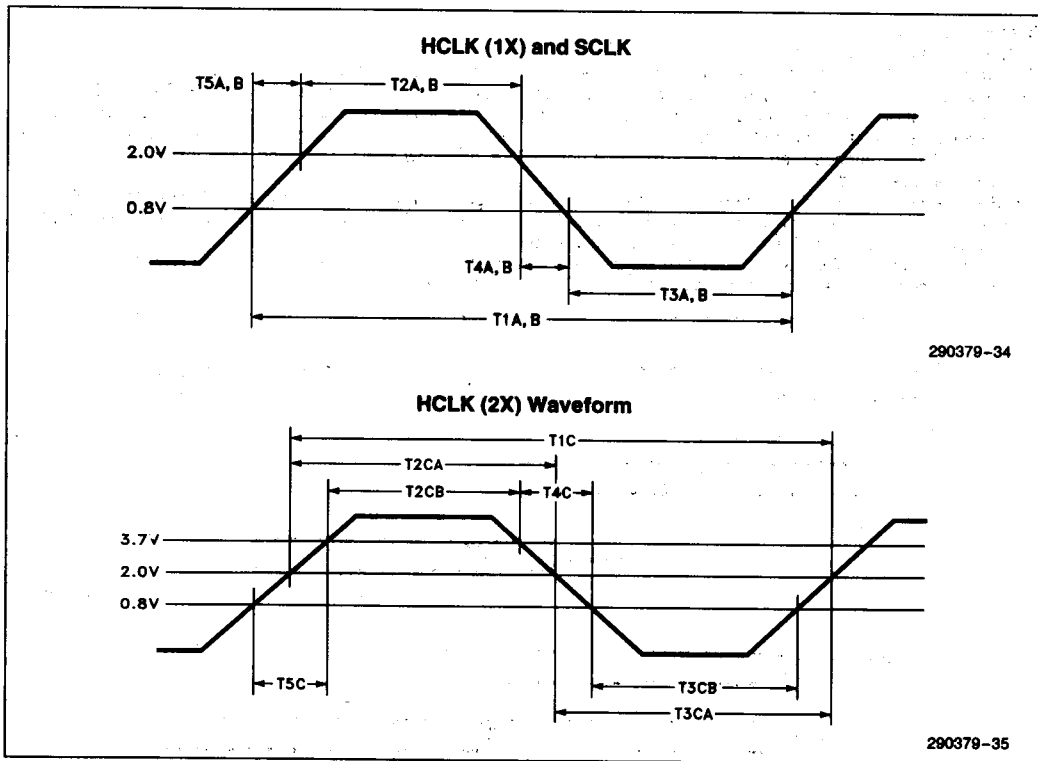 HCLK (1X) and SCLK
T5A, B
T2A, B
2.0V
0.8V
T4A, B
T3A, B
T1A, B
290379-34
HCLK (2X) Waveform
T1C
T2CA
T2CB
T4C
3.7V
2.0V
0.8V
T5C
T3CB
T3CA
290379-35